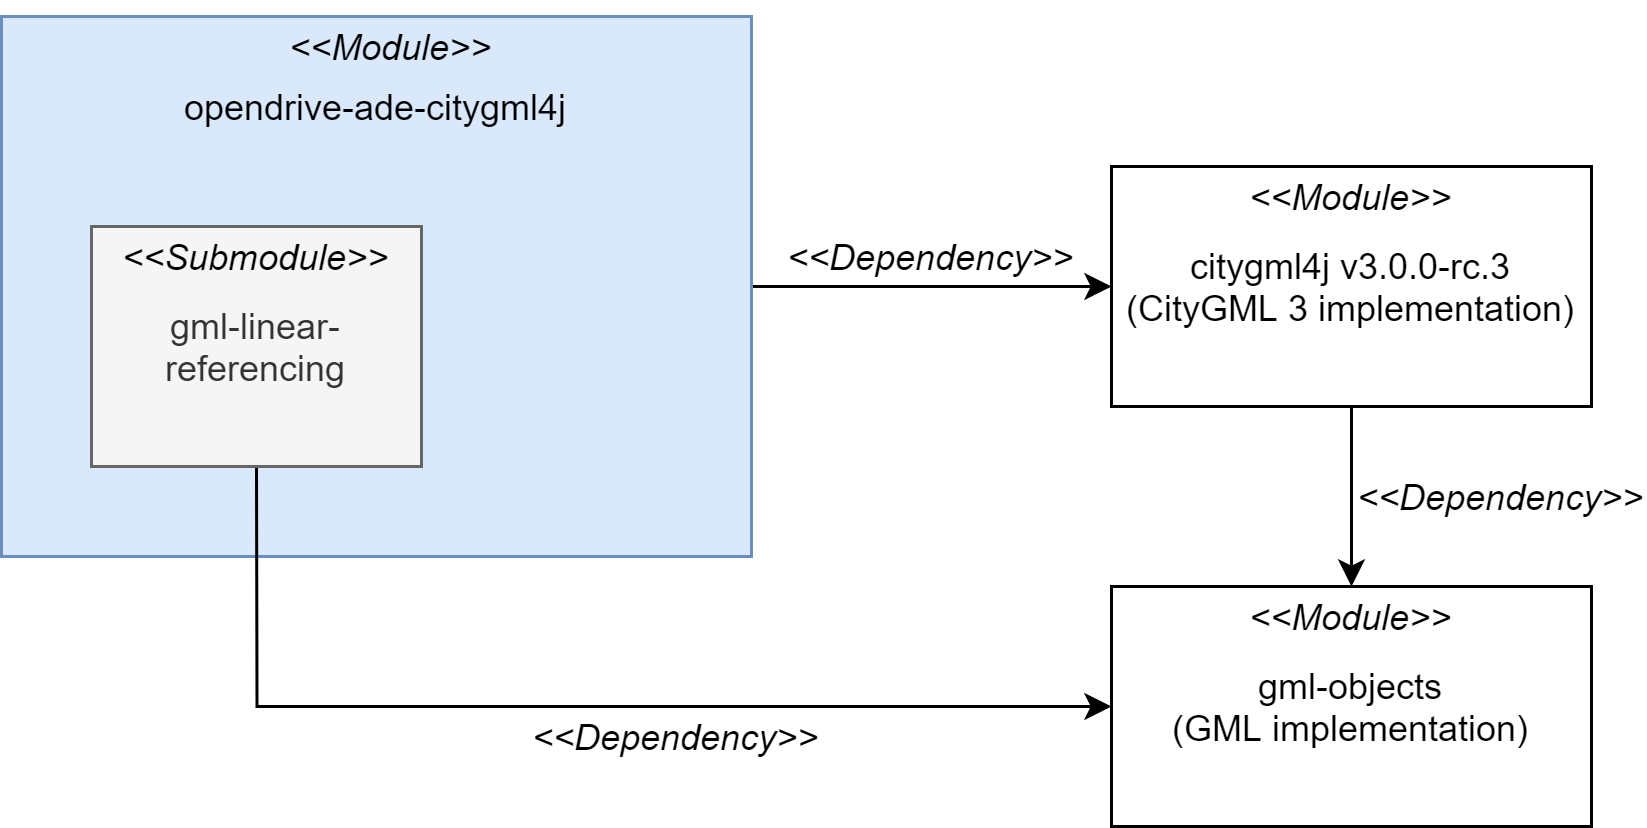 <<Module>>
opendrive-ade-citygml4j
<<Submodule>>
gml-linear-
referencing
<<Dependency>>
<<Module>>
citygml4j v3.0.0-rc.3
(CityGML 3 implementation)
<<Dependency>>
<<Module>>
gml-objects
(GML implementation)
<<Dependency>>